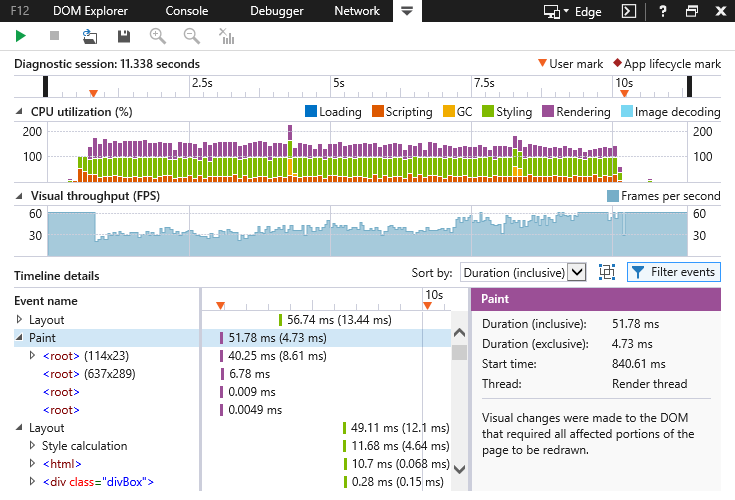 F12 DOM Explorer Console Debugger Network Edge ?
Diagnostic session: 11.338 seconds User mark App lifecycle mark
2.5s 5s 7.5s 10s
CPU utilization (%) Loading Scripting GC Styling Rendering Image decoding
200 200
100 100
Visual throughput (FPS) Frames per second
60 60
30 30
Timeline details Sort by: Duration (inclusive) Filter events
Event name 10s Paint
Layout 56.74 ms (13.44 ms) Duration (inclusive): 51.78 ms
Paint 51.78 ms (4.73 ms) Duration (exclusive): 4.73 ms
<root> (114x23) 40.25 ms (8.61 ms) Start time: 840.61 ms
<root> (637x289) 6.78 ms Thread: Render thread
<root> 0.009 ms
<root> 0.0049 ms Visual changes were made to the DOM
Layout 49.11 ms (12.1 ms) that required all affected portions of the
Style calculation 11.68 ms (4.64 ms) page to be redrawn.
<html> 10.7 ms (0.068 ms)
<div class="divBox"> 0.28 ms (0.15 ms)